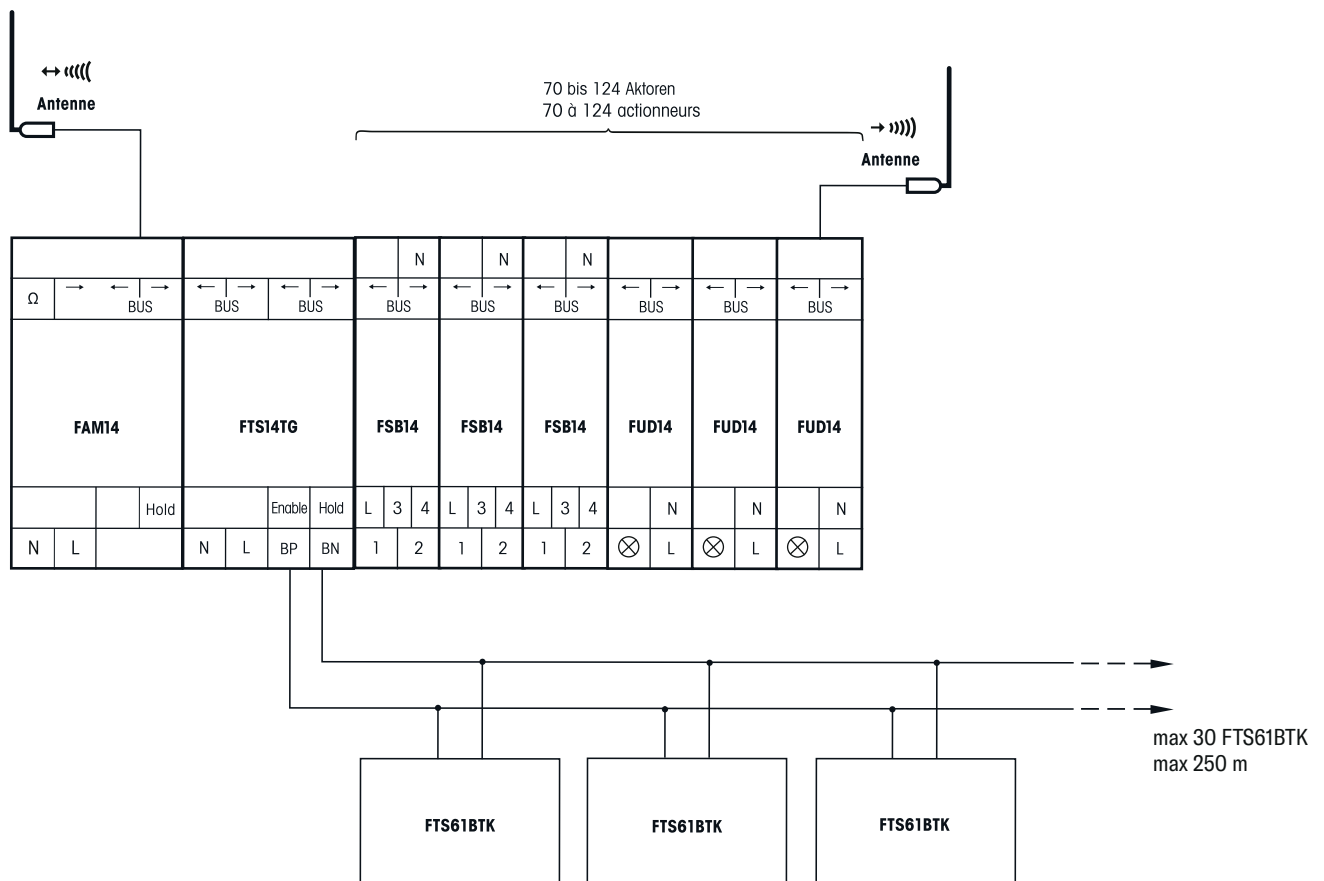 70 bis 124 Aktoren
70 à 124 actionneurs
Antenne
Antenne
N N N
Ω BUS BUS BUS BUS BUS BUS BUS BUS BUS
FAM14 FTS14TG FSB14 FSB14 FSB14 FUD14 FUD14 FUD14
Hold Enable Hold L 3 4 L 3 4 L 3 4 N N N
N L N L BP BN 1 2 1 2 1 2 L L L
max 30 FTS61BTK
max 250 m
FTS61BTK FTS61BTK FTS61BTK